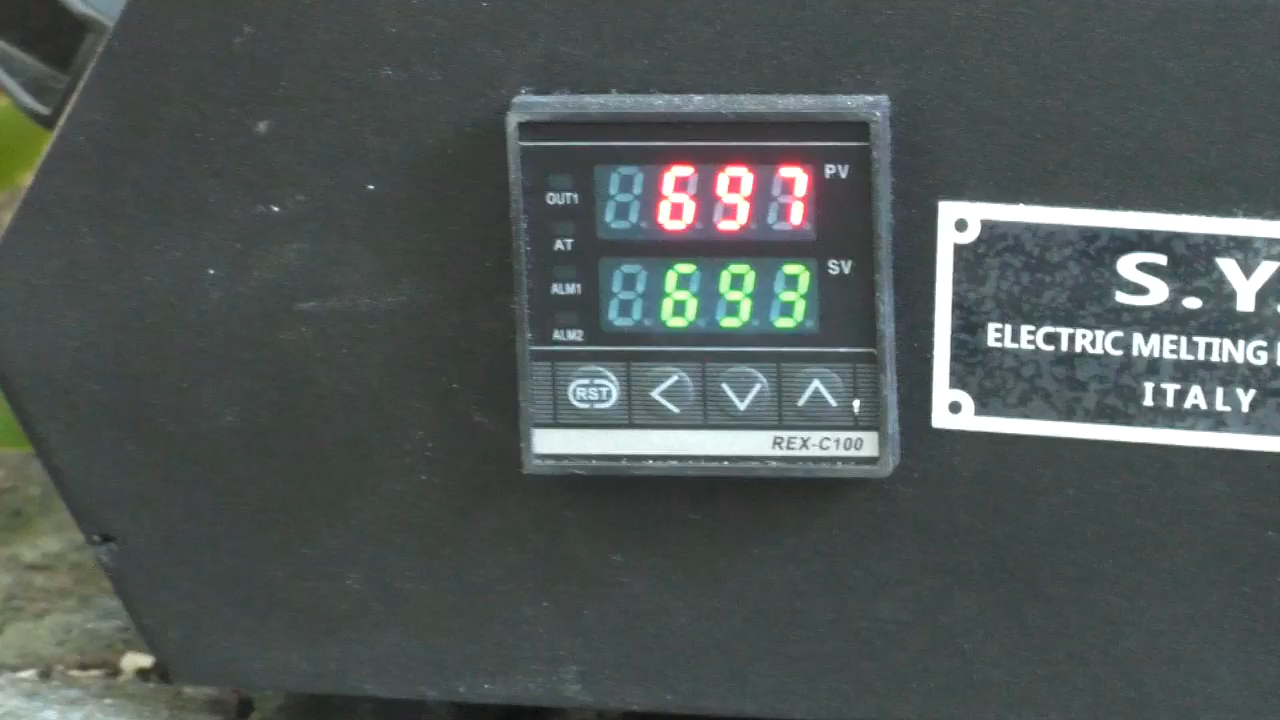 697 PV
OUT1
AT
693 SV
ALM1
ALM2
RST
REX-C100
S.Y.
ELECTRIC MELTING
ITALY